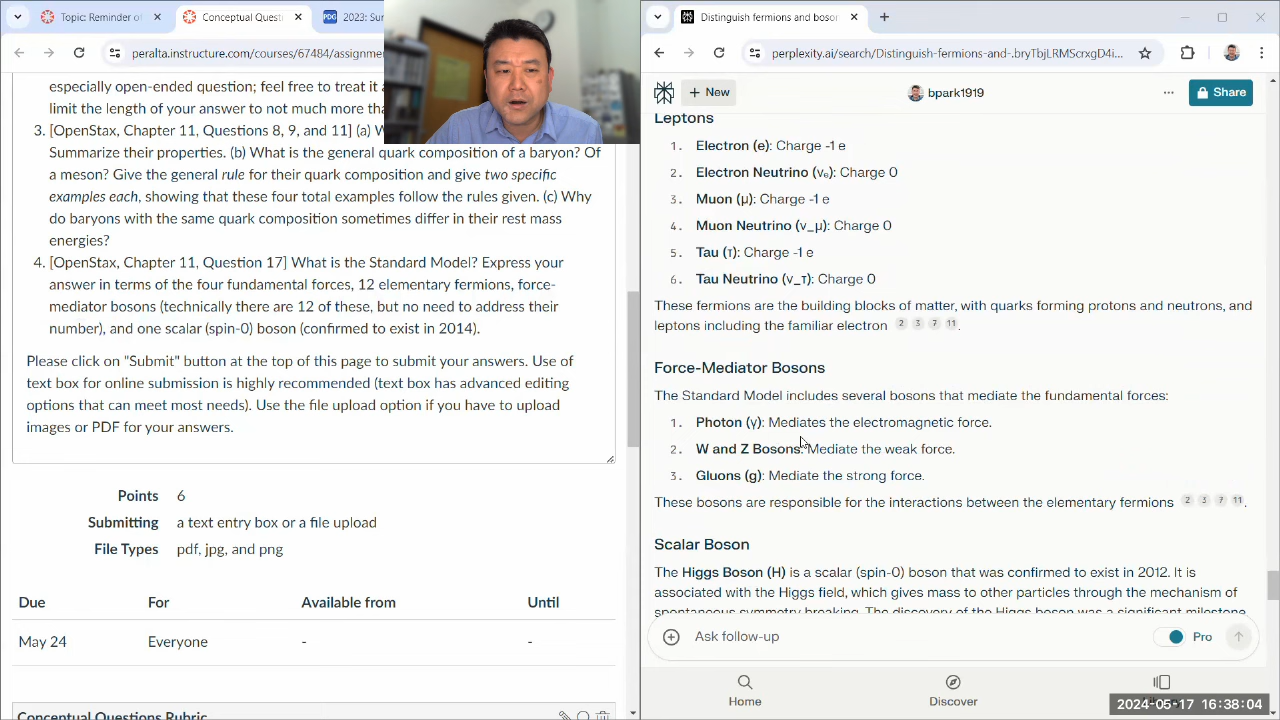 Topic: Reminder of
Conceptual Questi
PDG
2023: Sur
peralta.instructure.com/courses/67484/assignme
especially open-ended question; feel free to treat it
limit the length of your answer to not much more tha
3. [OpenStax, Chapter 11, Questions 8, 9, and 11] (a) W
Summarize their properties. (b) What is the general quark composition of a baryon? Of
a meson? Give the general rule for their quark composition and give two specific
examples each, showing that these four total examples follow the rules given. (c) Why
do baryons with the same quark composition sometimes differ in their rest mass
energies?
4. [OpenStax, Chapter 11, Question 17] What is the Standard Model? Express your
answer in terms of the four fundamental forces, 12 elementary fermions, force-
mediator bosons (technically there are 12 of these, but no need to address their
number), and one scalar (spin-0) boson (confirmed to exist in 2014).
Please click on "Submit" button at the top of this page to submit your answers. Use of
text box for online submission is highly recommended (text box has advanced editing
options that can meet most needs). Use the file upload option if you have to upload
images or PDF for your answers.
Points 6
Submitting a text entry box or a file upload
File Types pdf, jpg, and png
Due For Available from Until
May 24 Everyone - -
Conceptual Questions Rubric
Distinguish fermions and boson
perplexity.ai/search/Distinguish-fermions-and-.bryTbjLRMScngD4i...
+ New
bpark1919
Share
Leptons
1. Electron (e): Charge -1 e
2. Electron Neutrino (νₑ): Charge 0
3. Muon (μ): Charge -1 e
4. Muon Neutrino (ν_μ): Charge 0
5. Tau (τ): Charge -1 e
6. Tau Neutrino (ν_τ): Charge 0
These fermions are the building blocks of matter, with quarks forming protons and neutrons, and
leptons including the familiar electron 2 3 7 11.
Force-Mediator Bosons
The Standard Model includes several bosons that mediate the fundamental forces:
1. Photon (γ): Mediates the electromagnetic force.
2. W and Z Bosons: Mediate the weak force.
3. Gluons (g): Mediate the strong force.
These bosons are responsible for the interactions between the elementary fermions 2 3 7 11.
Scalar Boson
The Higgs Boson (H) is a scalar (spin-0) boson that was confirmed to exist in 2012. It is
associated with the Higgs field, which gives mass to other particles through the mechanism of
spontaneous symmetry breaking. The discovery of the Higgs boson was a significant milestone
Ask follow-up
Pro
Home
Discover
2024-05-17 16:38:04